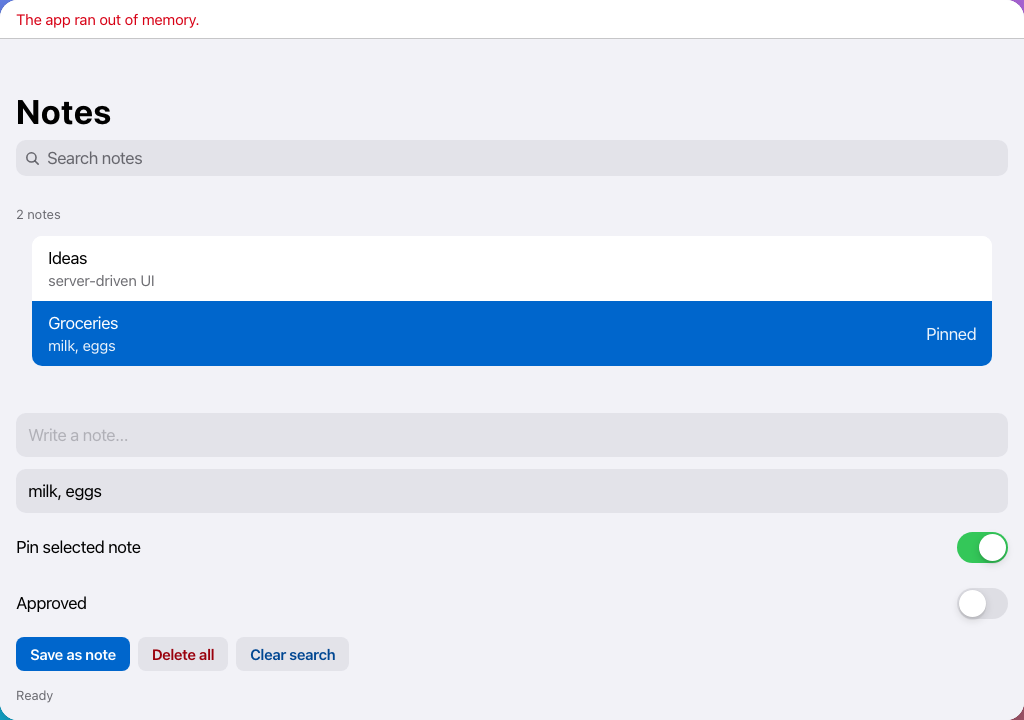 The app ran out of memory.
Notes
Search notes
2 notes
Ideas
server-driven UI
Groceries
milk, eggs
Pinned
Write a note...
milk, eggs
Pin selected note
Approved
Save as note
Delete all
Clear search
Ready